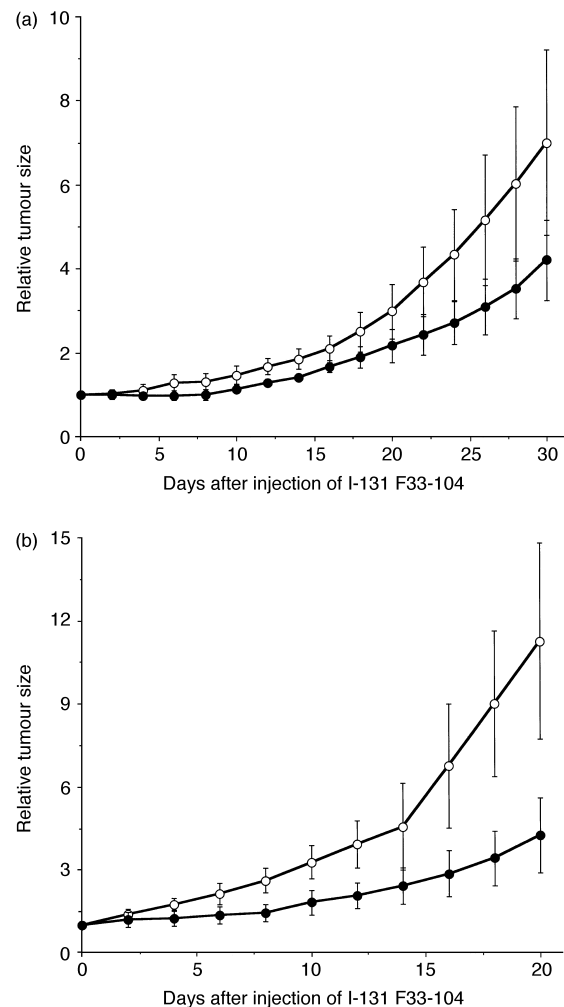 (a)
10
8
6
4
2
0
Relative tumour size
0 5 10 15 20 25 30
Days after injection of I-131 F33-104
(b)
15
12
9
6
3
0
Relative tumour size
0 5 10 15 20
Days after injection of I-131 F33-104